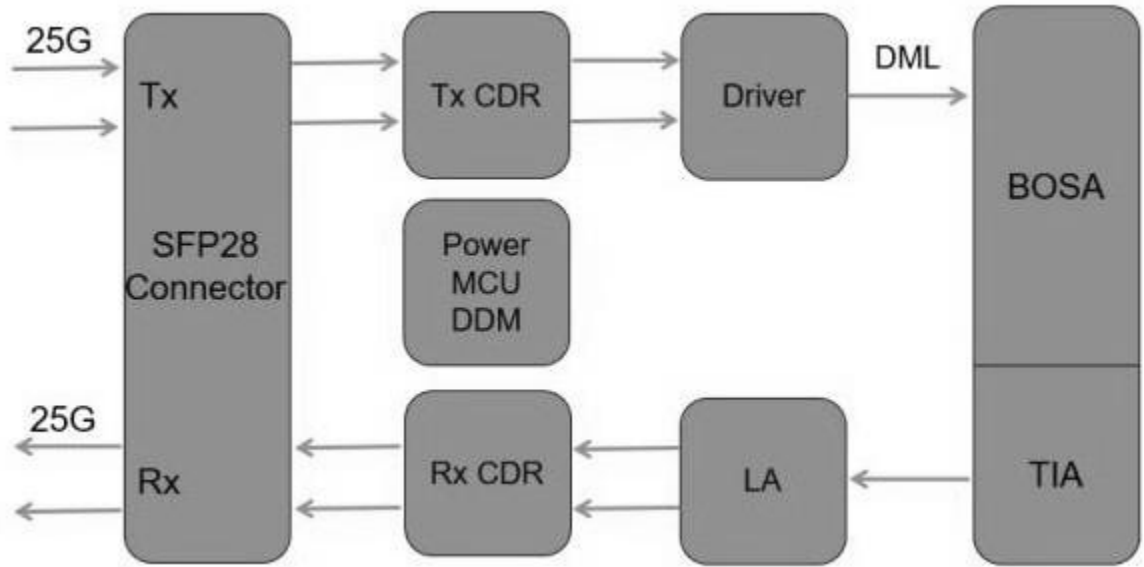 25G
Tx
Tx CDR
Driver
DML
BOSA
SFP28
Connector
Power
MCU
DDM
25G
Rx
Rx CDR
LA
TIA